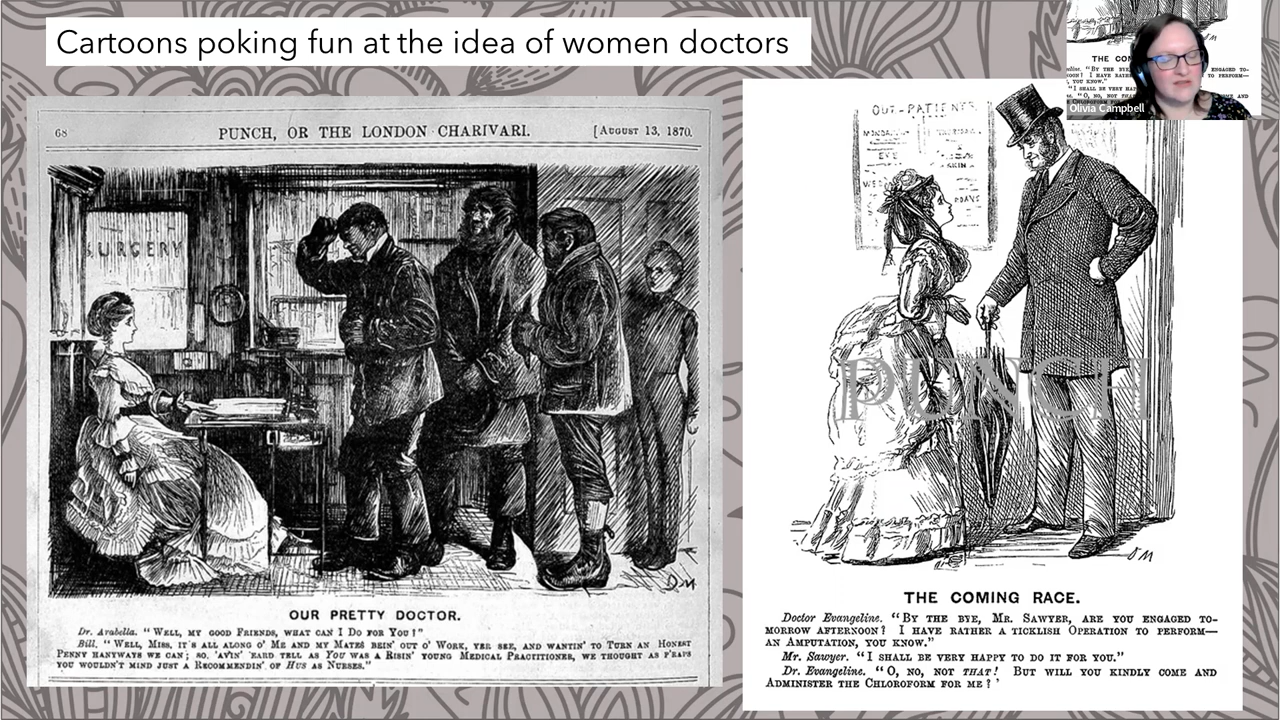 Cartoons poking fun at the idea of women doctors
68 PUNCH, OR THE LONDON CHARIVARI. [AUGUST 13, 1870.
SURGERY
OUR PRETTY DOCTOR.
Dr. Arabella. "WELL, MY GOOD FRIENDS, WHAT CAN I DO FOR YOU?"
Bill. "WELL, MISS, IT'S ALL ALONG O' ME AND MY MATES BEIN' OUT O' WORK, YER SEE, AND WANTIN' TO TURN AN HONEST
PENNY HANYWAYS WE CAN; SO, 'AVIN' 'EARD TELL AS YOU WAS A RISIN' YOUNG MEDICAL PRACTITIONER, WE THOUGHT AS P'RAPS
YOU WOULDN'T MIND JUST A RECOMMENDIN' OF HUS AS NURSES."
OUT-PATIENTS
PUNCH
THE COMING RACE.
Doctor Evangeline. "BY THE BYE, MR. SAWYER, ARE YOU ENGAGED TO-
MORROW AFTERNOON? I HAVE RATHER A TICKLISH OPERATION TO PERFORM—
AN AMPUTATION, YOU KNOW."
Mr. Sawyer. "I SHALL BE VERY HAPPY TO DO IT FOR YOU."
Dr. Evangeline. "O, NO, NOT THAT! BUT WILL YOU KINDLY COME AND
ADMINISTER THE CHLOROFORM FOR ME?'
Olivia Campbell